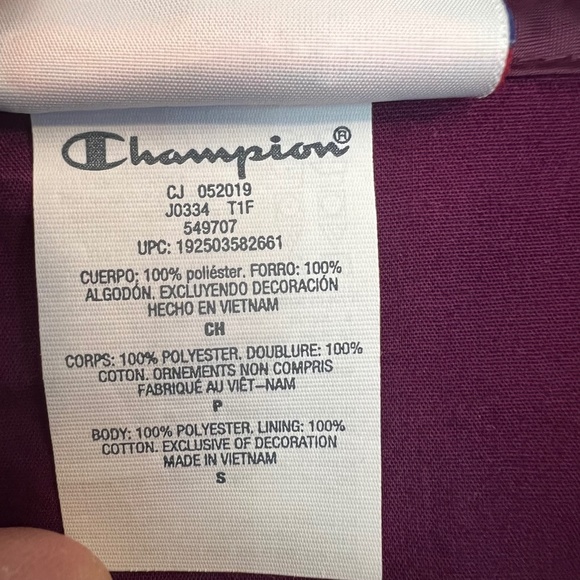 Champion®
CJ 052019
J0334 T1F
549707
UPC: 192503582661
CUERPO: 100% poliéster. FORRO: 100%
ALGODÓN. EXCLUYENDO DECORACIÓN
HECHO EN VIETNAM
CH
CORPS: 100% POLYESTER. DOUBLURE: 100%
COTON. ORNEMENTS NON COMPRIS
FABRIQUÉ AU VIÊT-NAM
P
BODY: 100% POLYESTER. LINING: 100%
COTTON. EXCLUSIVE OF DECORATION
MADE IN VIETNAM
S